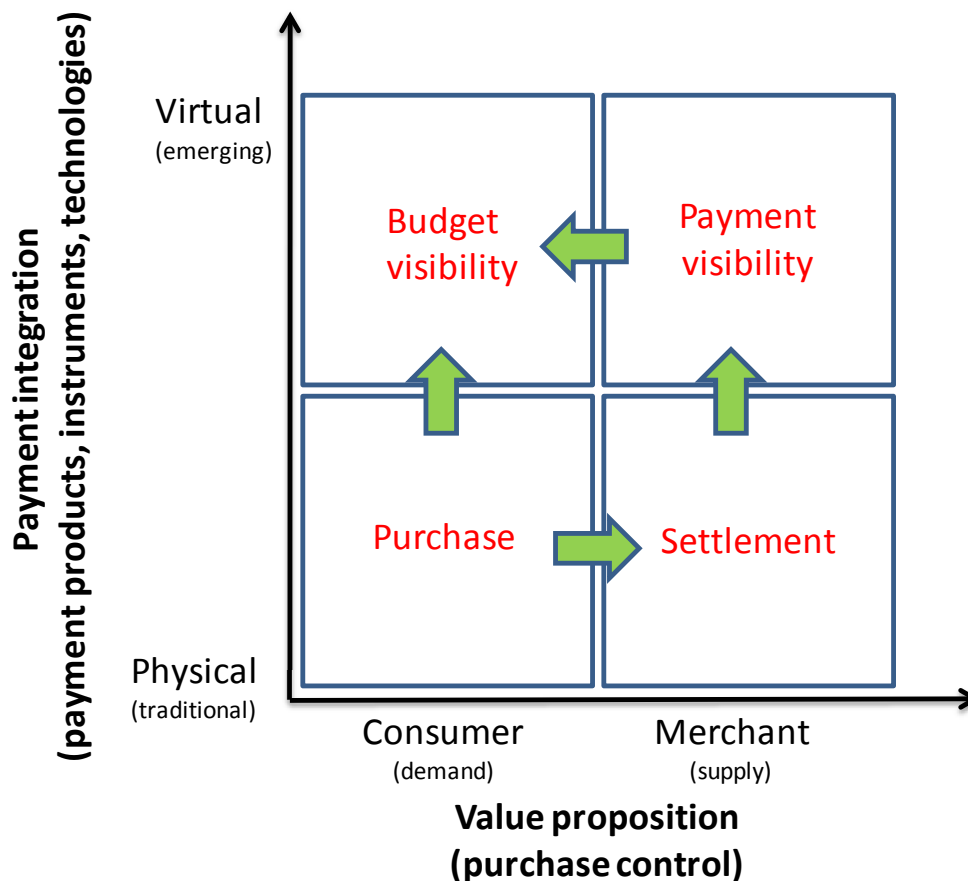 Payment integration
(payment products, instruments, technologies)
Virtual
(emerging)
Budget
visibility
Payment
visibility
Purchase
Settlement
Physical
(traditional)
Consumer
(demand)
Merchant
(supply)
Value proposition
(purchase control)